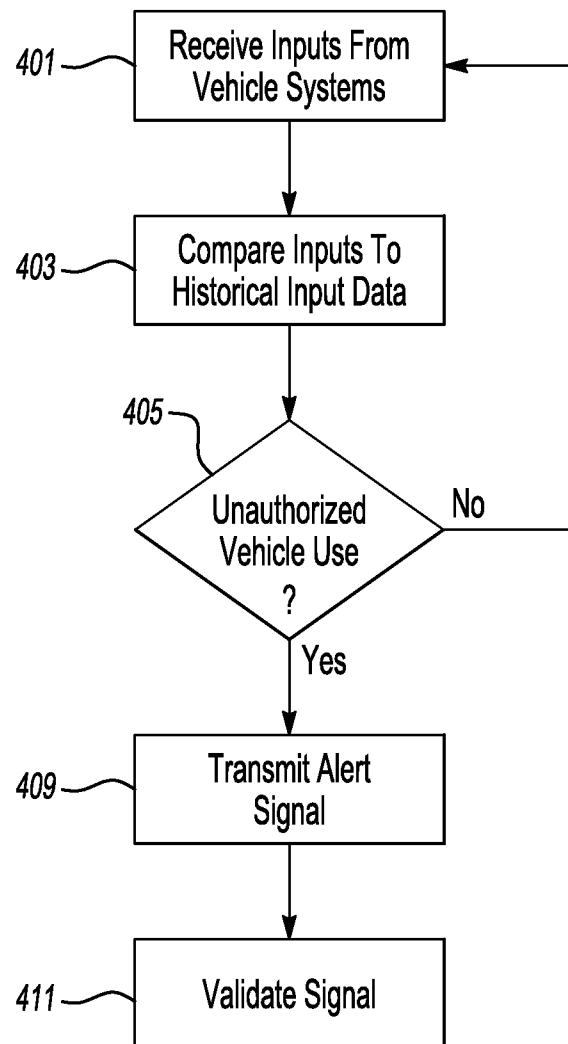 401
Receive Inputs From
Vehicle Systems
403
Compare Inputs To
Historical Input Data
405
Unauthorized
Vehicle Use
?
No
Yes
409
Transmit Alert
Signal
411
Validate Signal